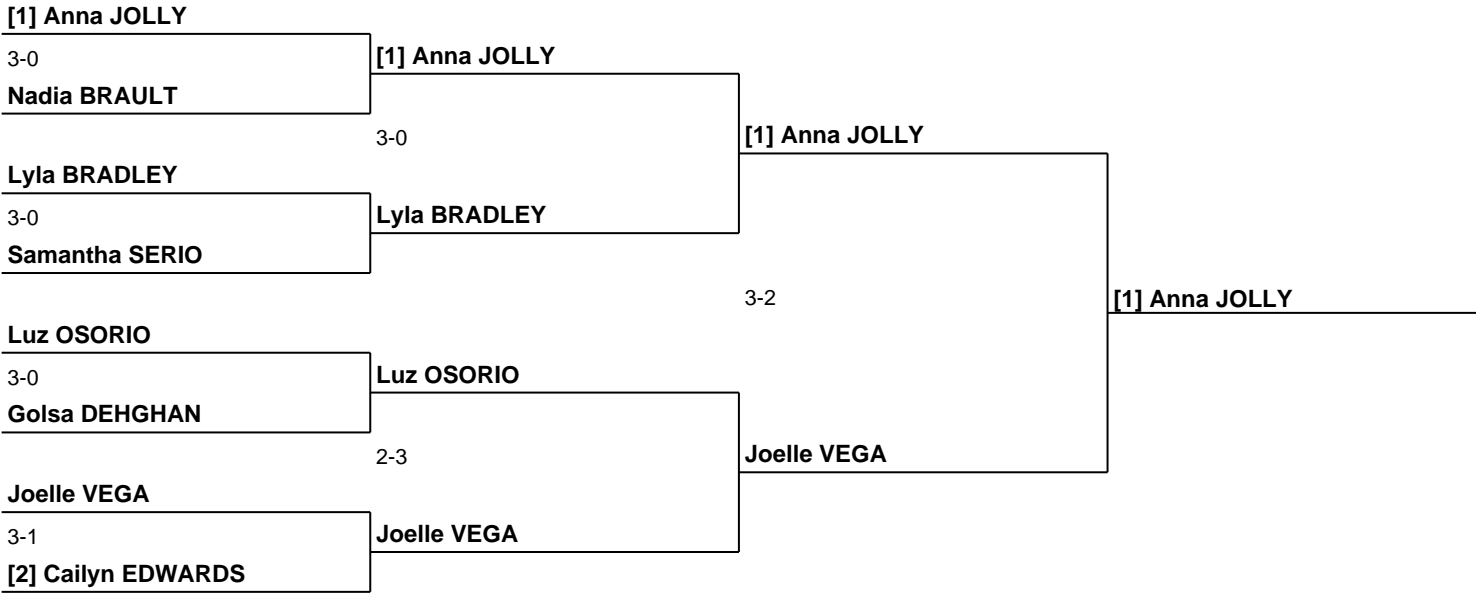 [1] Anna JOLLY
3-0
Nadia BRAULT
Lyla BRADLEY
3-0
Samantha SERIO
Luz OSORIO
3-0
Golsa DEHGHAN
Joelle VEGA
3-1
[2] Cailyn EDWARDS
[1] Anna JOLLY
3-0
Lyla BRADLEY
Luz OSORIO
2-3
Joelle VEGA
[1] Anna JOLLY
3-2
Joelle VEGA
[1] Anna JOLLY